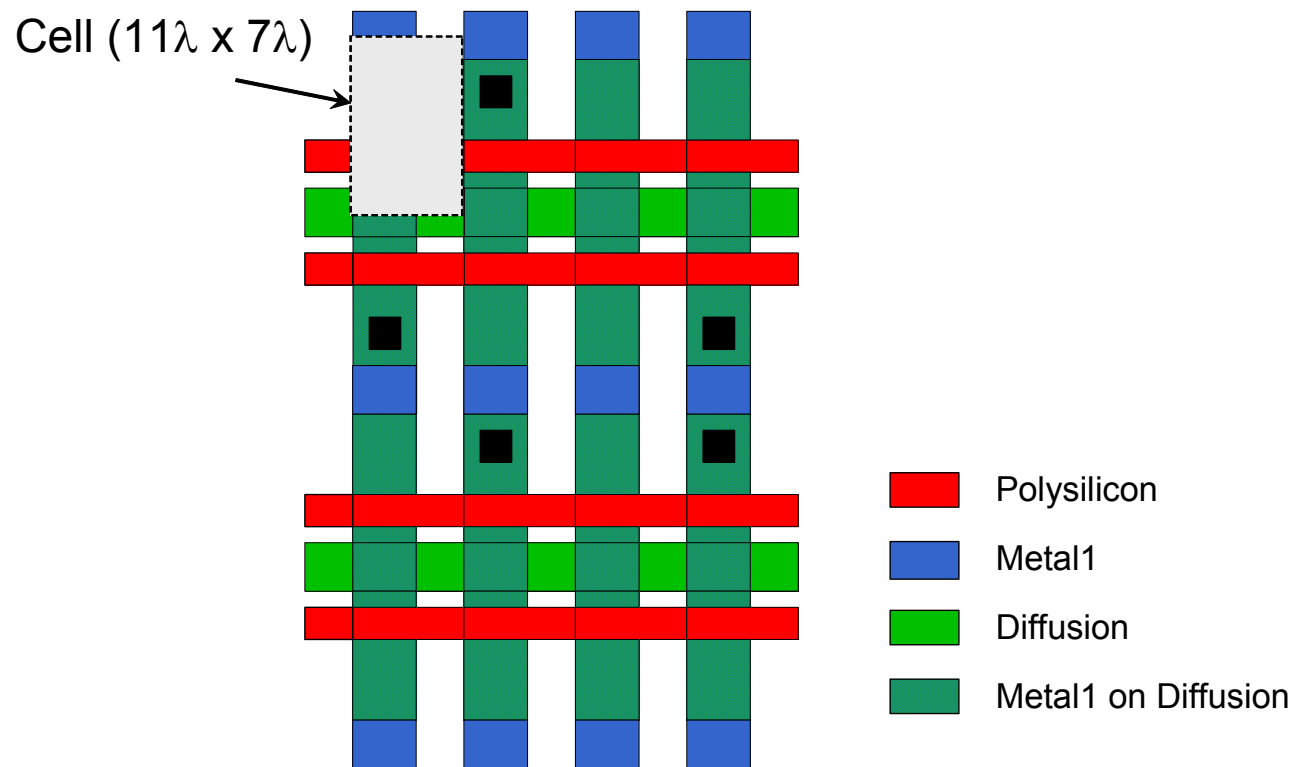 Cell (11λ x 7λ)
Polysilicon
Metal1
Diffusion
Metal1 on Diffusion